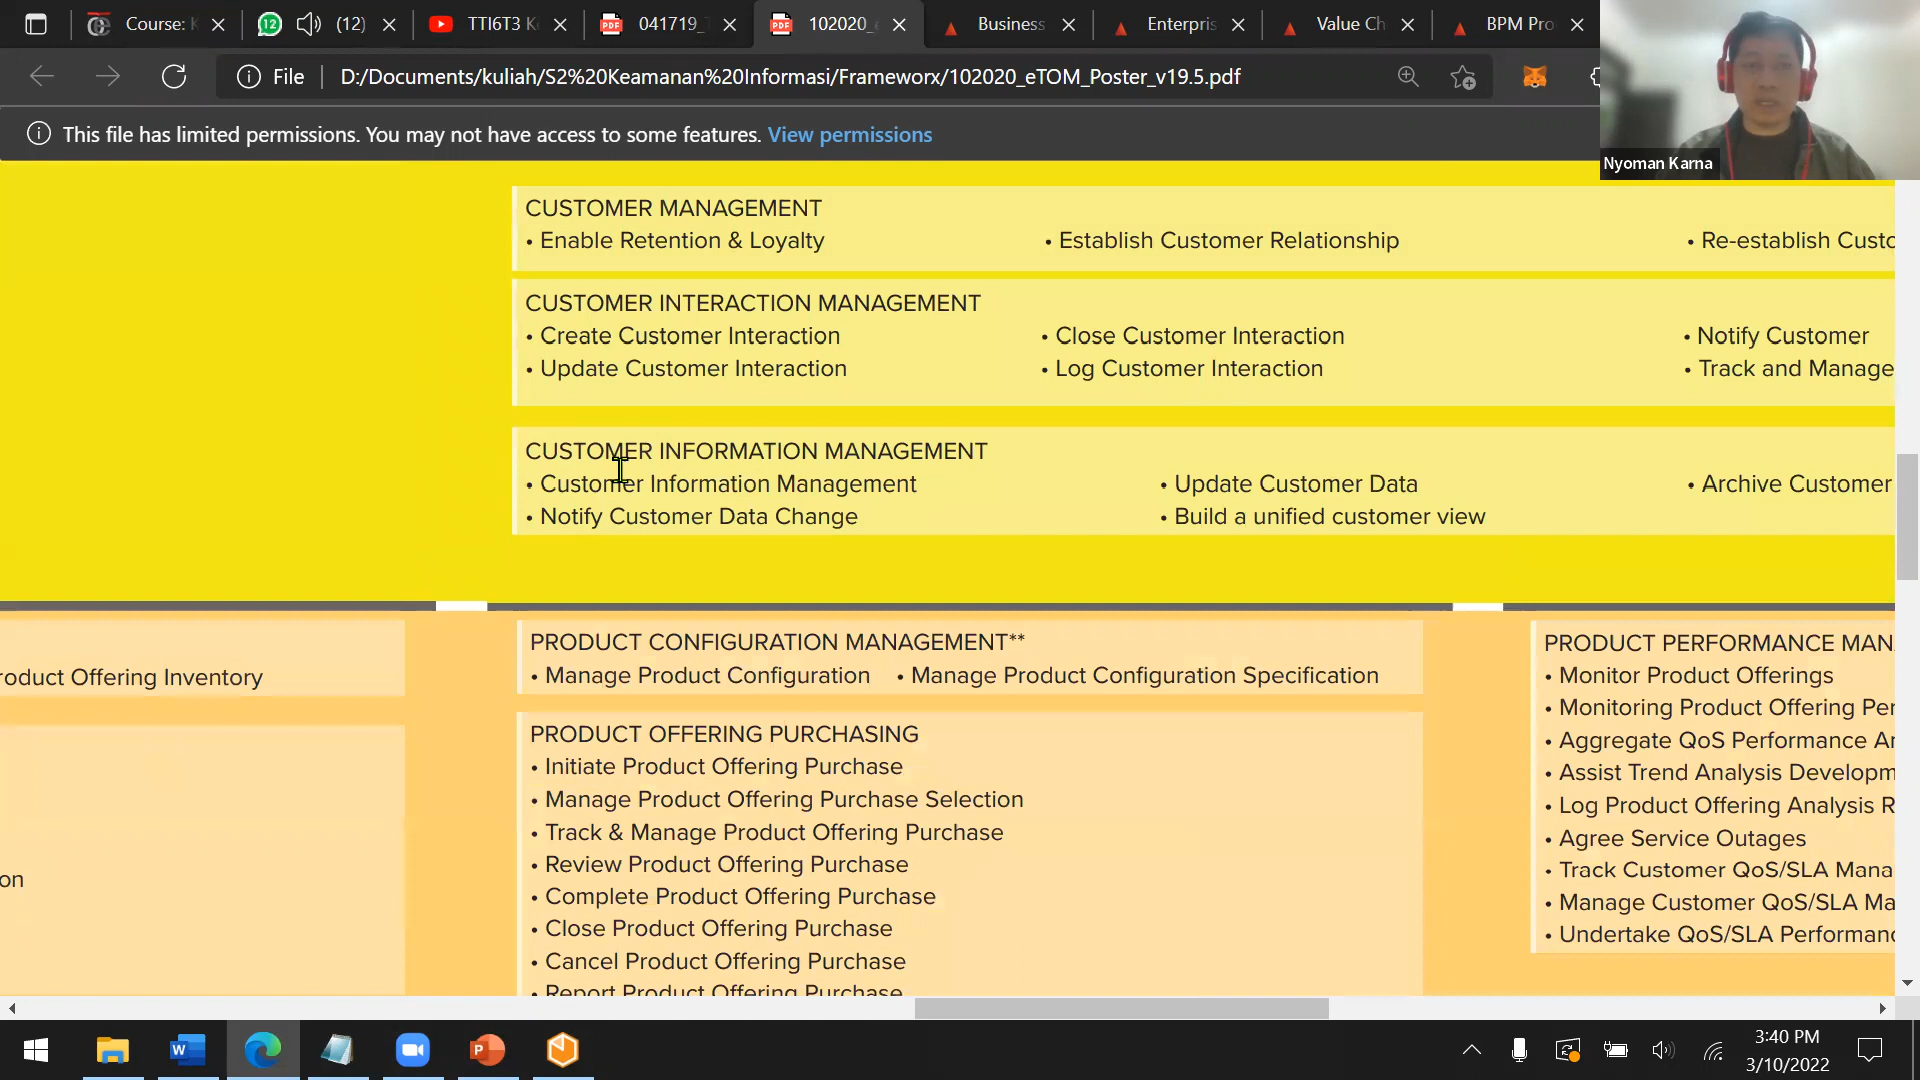 Course: K
12
(12)
TTI6T3 K
041719_
102020_e
Business
Enterpris
Value Ch
BPM Pro
File
D:/Documents/kuliah/S2%20Keamanan%20Informasi/Frameworx/102020_eTOM_Poster_v19.5.pdf
This file has limited permissions. You may not have access to some features. View permissions
Nyoman Karna
CUSTOMER MANAGEMENT
• Enable Retention & Loyalty • Establish Customer Relationship • Re-establish Custo
CUSTOMER INTERACTION MANAGEMENT
• Create Customer Interaction • Close Customer Interaction • Notify Customer
• Update Customer Interaction • Log Customer Interaction • Track and Manage
CUSTOMER INFORMATION MANAGEMENT
• Customer Information Management • Update Customer Data • Archive Customer
• Notify Customer Data Change • Build a unified customer view
roduct Offering Inventory
on
PRODUCT CONFIGURATION MANAGEMENT**
• Manage Product Configuration • Manage Product Configuration Specification
PRODUCT OFFERING PURCHASING
• Initiate Product Offering Purchase
• Manage Product Offering Purchase Selection
• Track & Manage Product Offering Purchase
• Review Product Offering Purchase
• Complete Product Offering Purchase
• Close Product Offering Purchase
• Cancel Product Offering Purchase
• Report Product Offering Purchase
PRODUCT PERFORMANCE MAN
• Monitor Product Offerings
• Monitoring Product Offering Per
• Aggregate QoS Performance An
• Assist Trend Analysis Developm
• Log Product Offering Analysis R
• Agree Service Outages
• Track Customer QoS/SLA Mana
• Manage Customer QoS/SLA Ma
• Undertake QoS/SLA Performanc
3:40 PM
3/10/2022